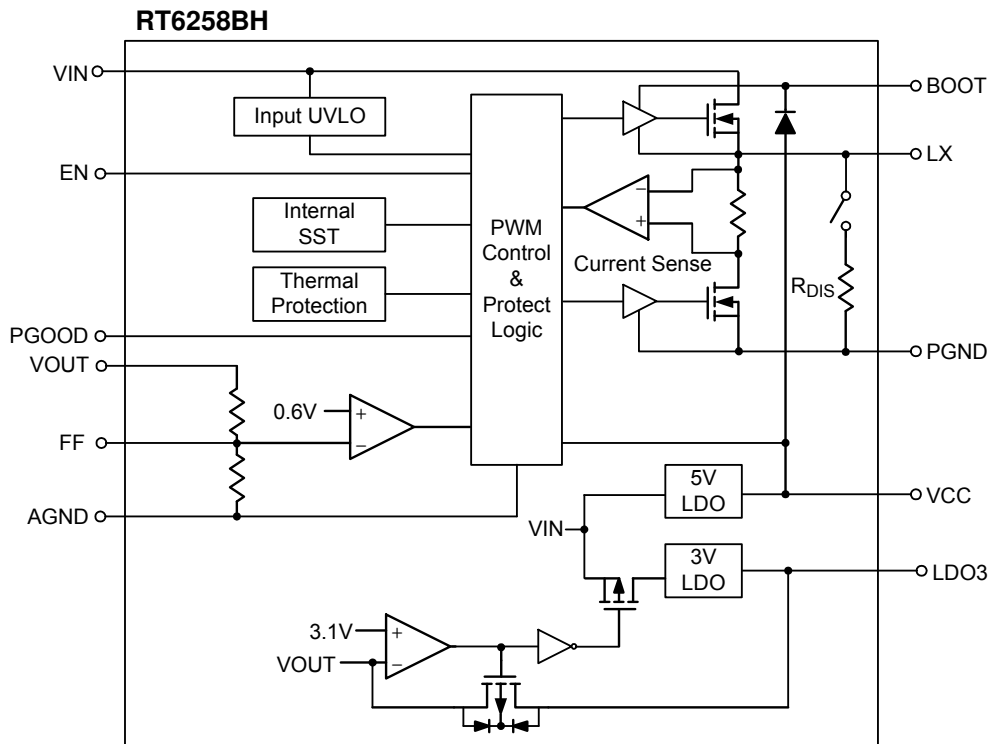 RT6258BH
VIN
BOOT
Input UVLO
LX
EN
Internal
SST
PWM
Control
&
Protect
Logic
–
+
Current Sense
Thermal
Protection
RDIS
PGOOD
PGND
VOUT
0.6V
+
–
FF
5V
LDO
VCC
AGND
VIN
3V
LDO
LDO3
3.1V
+
VOUT
–